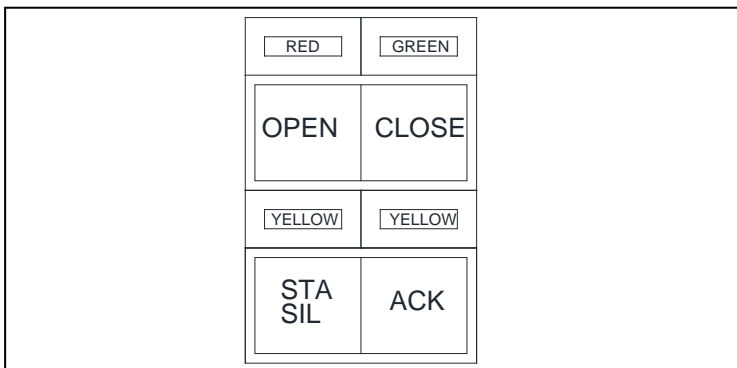 RED GREEN
OPEN CLOSE
YELLOW YELLOW
STA
SIL
ACK